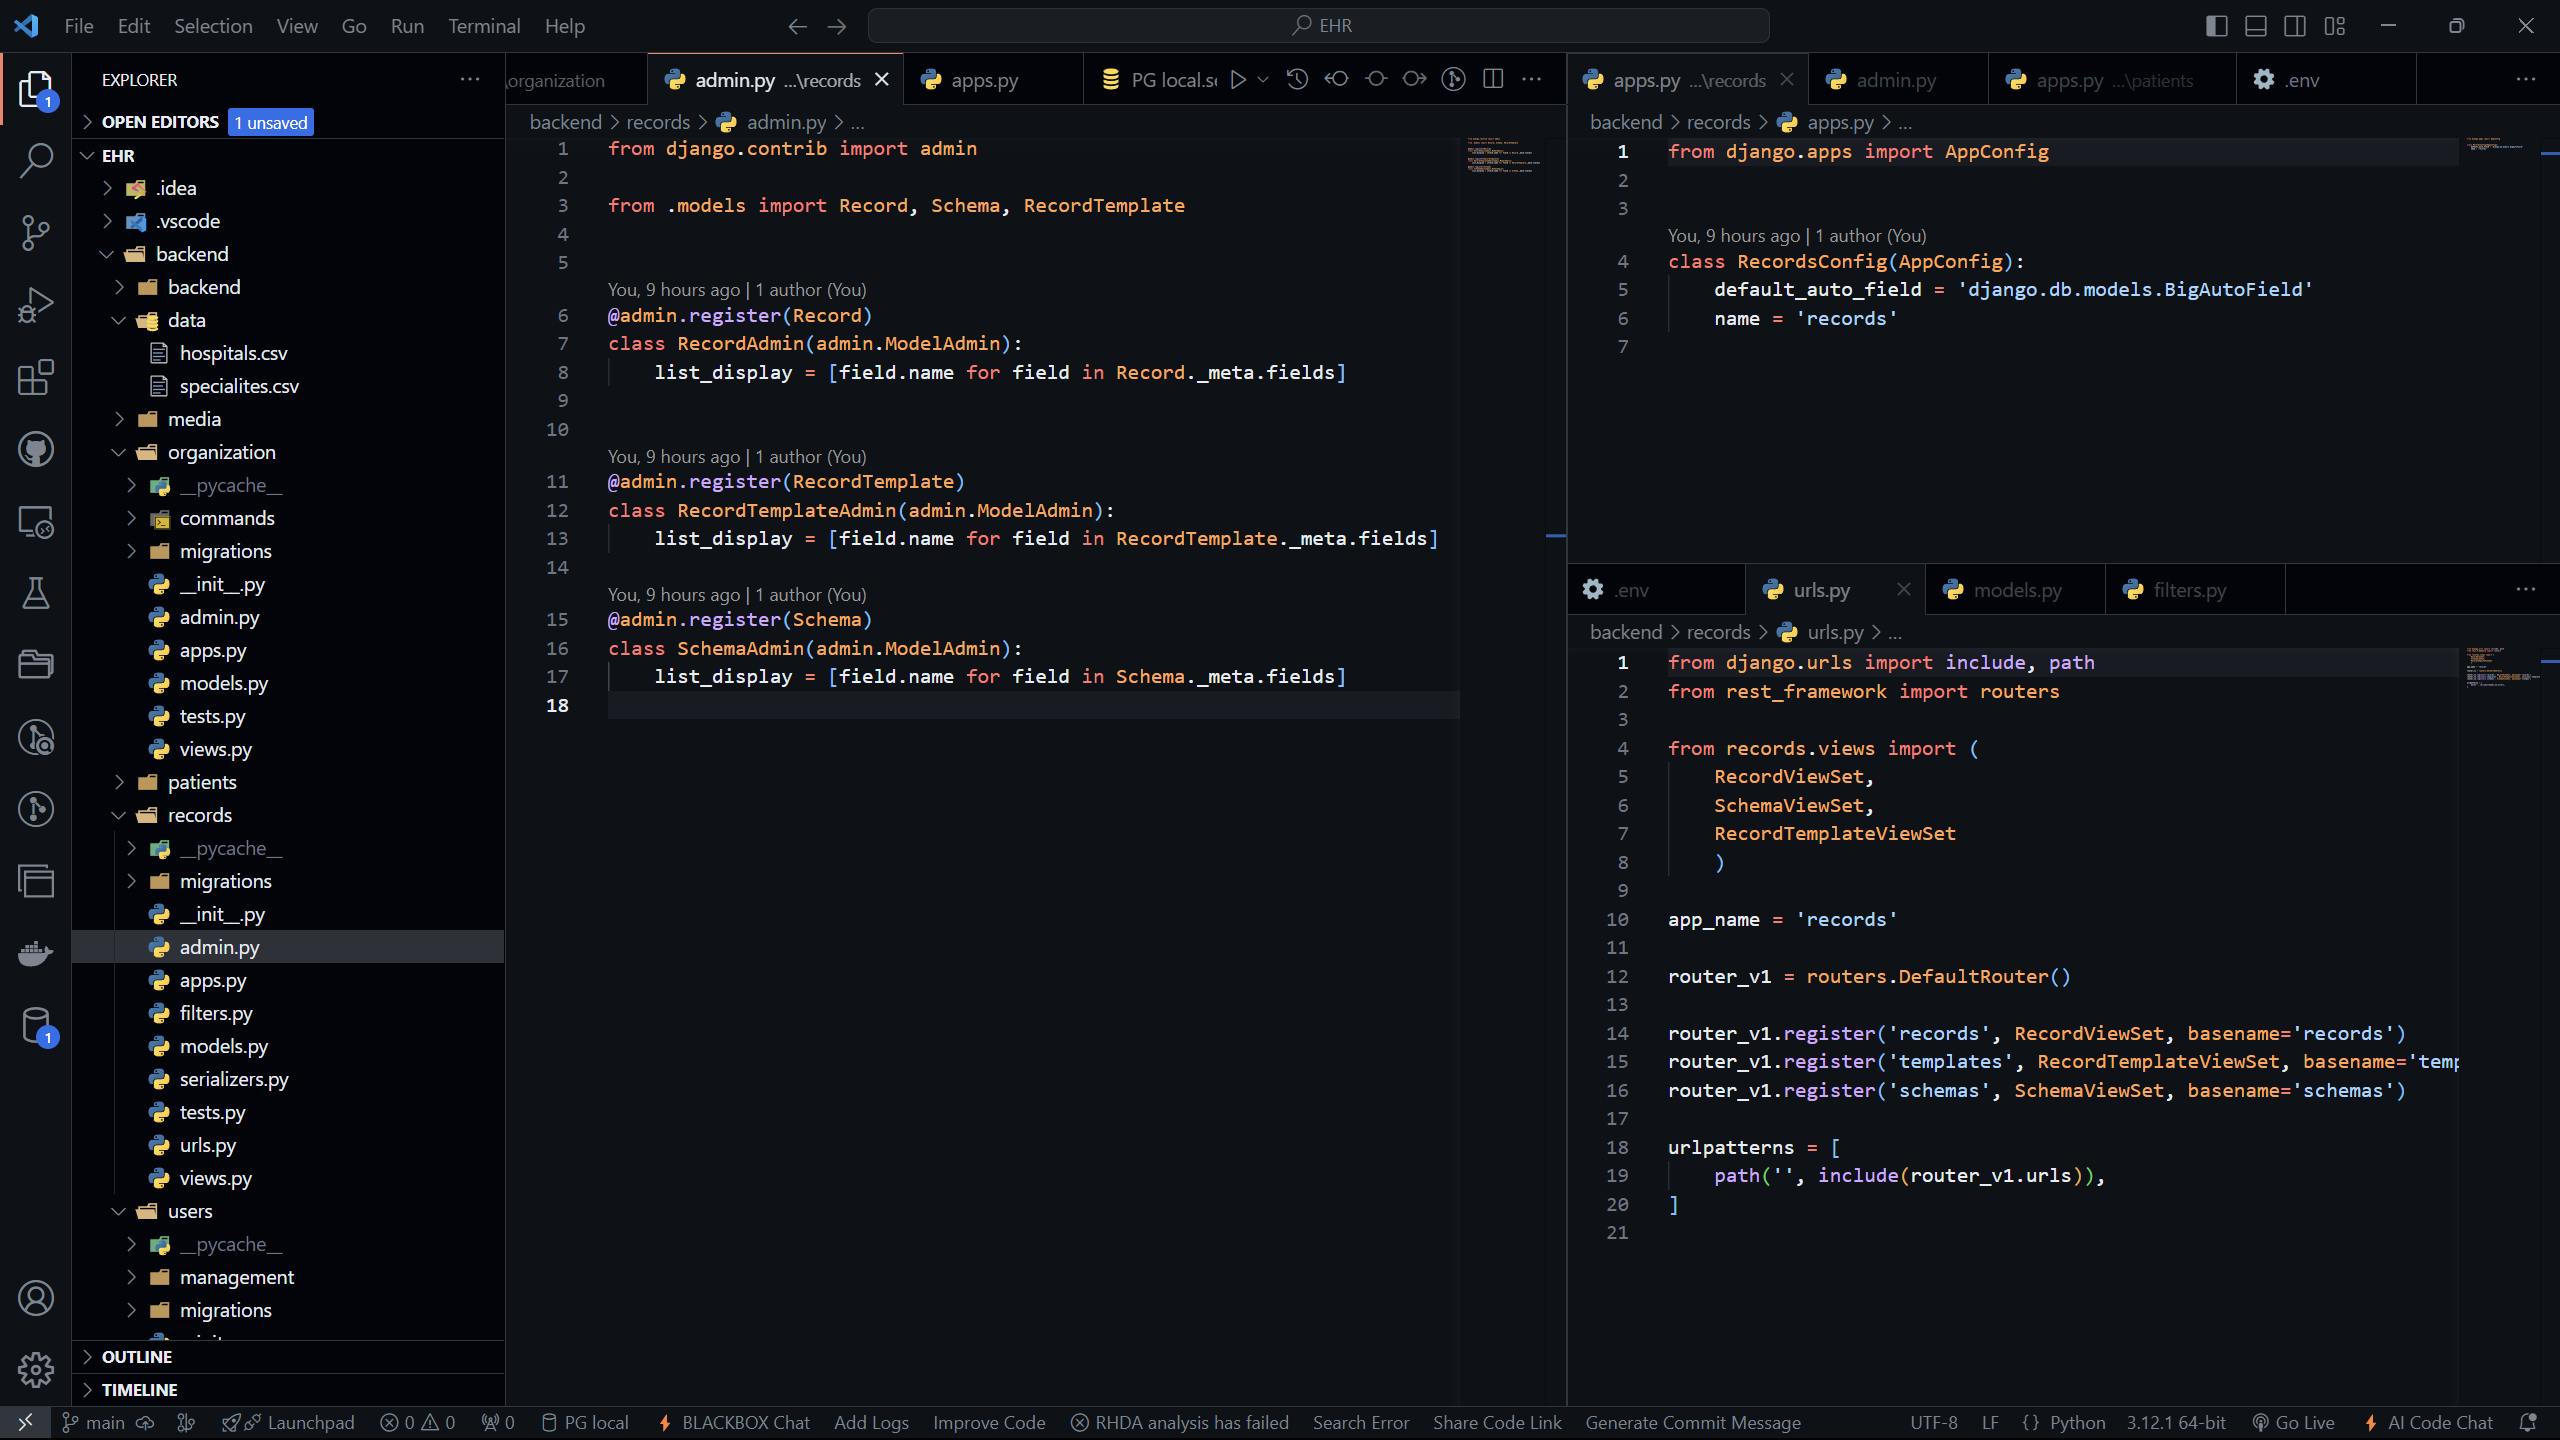 File Edit Selection View Go Run Terminal Help
EHR
EXPLORER
OPEN EDITORS 1 unsaved
EHR
.idea
.vscode
backend
backend
data
hospitals.csv
specialites.csv
media
organization
__pycache__
commands
migrations
__init__.py
admin.py
apps.py
models.py
tests.py
views.py
patients
records
__pycache__
migrations
__init__.py
admin.py
apps.py
filters.py
models.py
serializers.py
tests.py
urls.py
views.py
users
__pycache__
management
migrations
OUTLINE
TIMELINE
1
1
\organization admin.py ...\records apps.py PG local.se
backend > records > admin.py > ...
1 from django.contrib import admin
2
3 from .models import Record, Schema, RecordTemplate
4
5
You, 9 hours ago | 1 author (You)
6 @admin.register(Record)
7 class RecordAdmin(admin.ModelAdmin):
8 list_display = [field.name for field in Record._meta.fields]
9
10
You, 9 hours ago | 1 author (You)
11 @admin.register(RecordTemplate)
12 class RecordTemplateAdmin(admin.ModelAdmin):
13 list_display = [field.name for field in RecordTemplate._meta.fields]
14
You, 9 hours ago | 1 author (You)
15 @admin.register(Schema)
16 class SchemaAdmin(admin.ModelAdmin):
17 list_display = [field.name for field in Schema._meta.fields]
18
apps.py ...\records admin.py apps.py ...\patients .env
backend > records > apps.py > ...
1 from django.apps import AppConfig
2
3
You, 9 hours ago | 1 author (You)
4 class RecordsConfig(AppConfig):
5 default_auto_field = 'django.db.models.BigAutoField'
6 name = 'records'
7
.env urls.py models.py filters.py
backend > records > urls.py > ...
1 from django.urls import include, path
2 from rest_framework import routers
3
4 from records.views import (
5 RecordViewSet,
6 SchemaViewSet,
7 RecordTemplateViewSet
8 )
9
10 app_name = 'records'
11
12 router_v1 = routers.DefaultRouter()
13
14 router_v1.register('records', RecordViewSet, basename='records')
15 router_v1.register('templates', RecordTemplateViewSet, basename='temp
16 router_v1.register('schemas', SchemaViewSet, basename='schemas')
17
18 urlpatterns = [
19 path('', include(router_v1.urls)),
20 ]
21
main Launchpad 0 0 0 PG local BLACKBOX Chat Add Logs Improve Code RHDA analysis has failed Search Error Share Code Link Generate Commit Message UTF-8 LF {} Python 3.12.1 64-bit Go Live AI Code Chat